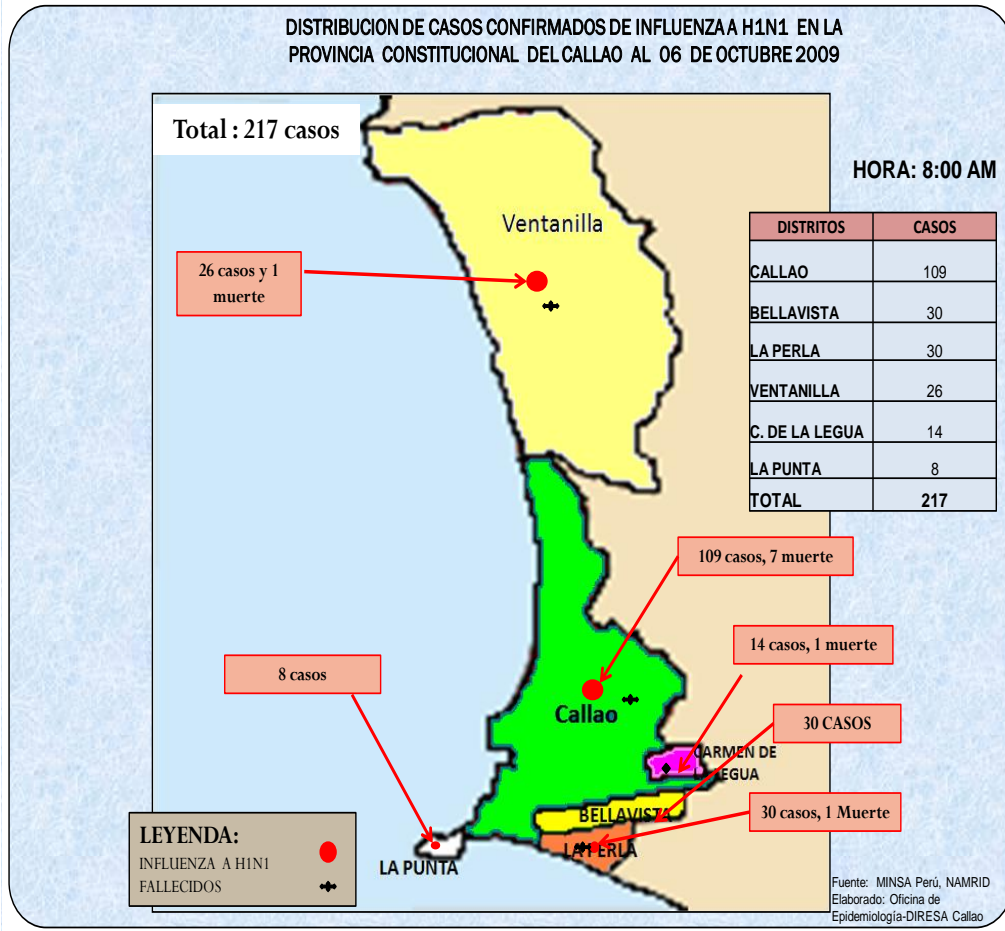 DISTRIBUCION DE CASOS CONFIRMADOS DE INFLUENZA A H1N1 EN LA
PROVINCIA CONSTITUCIONAL DEL CALLAO AL 06 DE OCTUBRE 2009
Total : 217 casos
HORA: 8:00 AM
DISTRITOS CASOS
CALLAO 109
BELLAVISTA 30
LA PERLA 30
VENTANILLA 26
C. DE LA LEGUA 14
LA PUNTA 8
TOTAL 217
Ventanilla
26 casos y 1
muerte
109 casos, 7 muerte
14 casos, 1 muerte
8 casos
Callao
30 CASOS
CARMEN DE
LA LEGUA
BELLAVISTA
30 casos, 1 Muerte
LA PERLA
LA PUNTA
LEYENDA:
INFLUENZA A H1N1
FALLECIDOS
Fuente: MINSA Perú, NAMRID
Elaborado: Oficina de
Epidemiología-DIRESA Callao